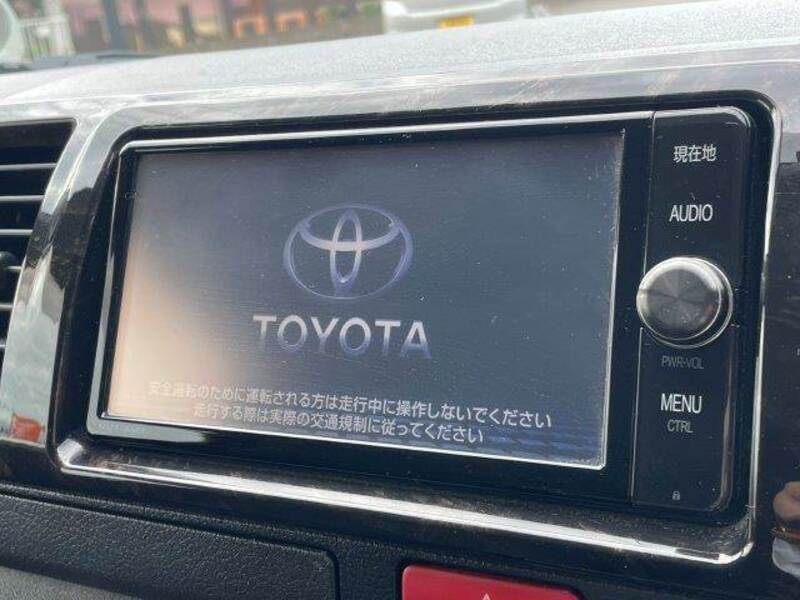 現在地
AUDIO
PWR-VOL
MENU
CTRL
TOYOTA
安全運転のために運転される方は走行中に操作しないでください
走行する際は実際の交通規制に従ってください